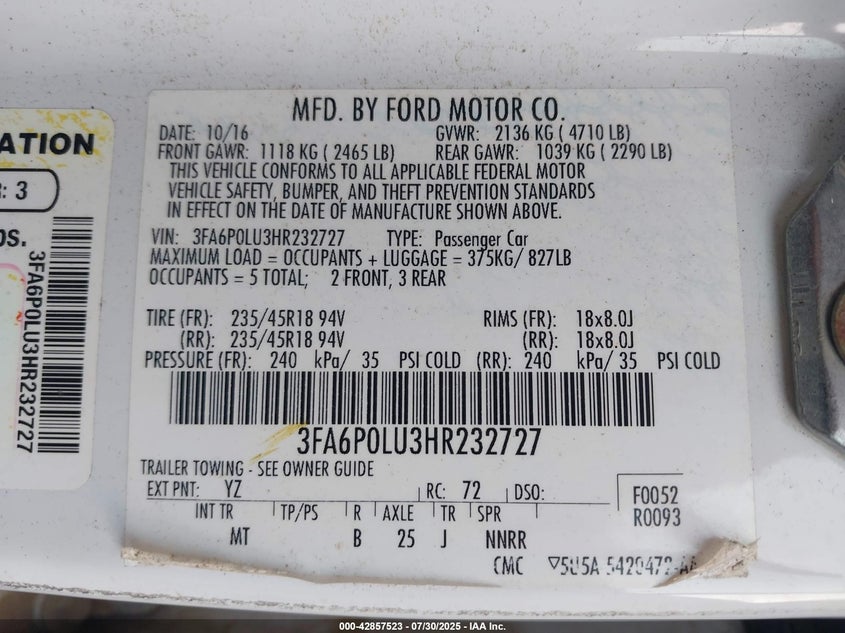 ATION
: 3
DS.
3FA6P0LU3HR232727
MFD. BY FORD MOTOR CO.
DATE: 10/16 GVWR: 2136 KG ( 4710 LB)
FRONT GAWR: 1118 KG ( 2465 LB) REAR GAWR: 1039 KG ( 2290 LB)
THIS VEHICLE CONFORMS TO ALL APPLICABLE FEDERAL MOTOR
VEHICLE SAFETY, BUMPER, AND THEFT PREVENTION STANDARDS
IN EFFECT ON THE DATE OF MANUFACTURE SHOWN ABOVE.
VIN: 3FA6P0LU3HR232727 TYPE: Passenger Car
MAXIMUM LOAD = OCCUPANTS + LUGGAGE = 375KG/ 827LB
OCCUPANTS = 5 TOTAL; 2 FRONT, 3 REAR
TIRE (FR): 235/45R18 94V RIMS (FR): 18x8.0J
(RR): 235/45R18 94V (RR): 18x8.0J
PRESSURE (FR): 240 kPa/ 35 PSI COLD (RR): 240 kPa/ 35 PSI COLD
3FA6P0LU3HR232727
TRAILER TOWING - SEE OWNER GUIDE
EXT PNT: YZ RC: 72 DSO: F0052
INT TR TP/PS R AXLE TR SPR R0093
MT B 25 J NNRR
CMC ▽5U5A 5420472-AA
000-42857523 - 07/30/2025 - IAA Inc.